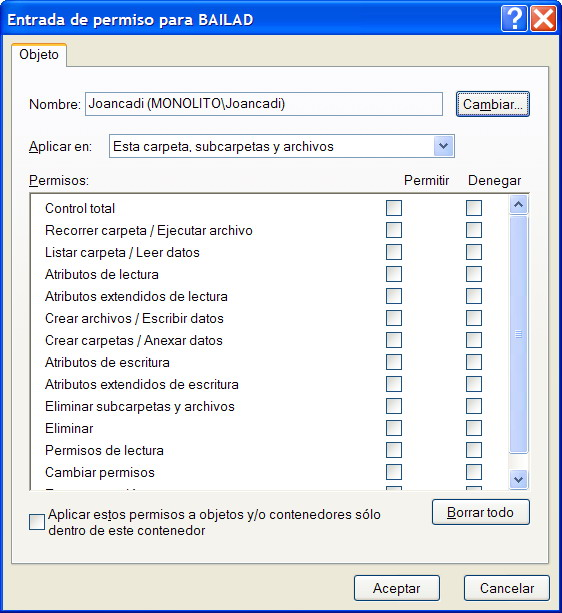 Entrada de permiso para BAILAD
Objeto
Nombre: Joancadi (MONOLITO\Joancadi) Cambiar...
Aplicar en: Esta carpeta, subcarpetas y archivos
Permisos: Permitir Denegar
Control total
Recorrer carpeta / Ejecutar archivo
Listar carpeta / Leer datos
Atributos de lectura
Atributos extendidos de lectura
Crear archivos / Escribir datos
Crear carpetas / Anexar datos
Atributos de escritura
Atributos extendidos de escritura
Eliminar subcarpetas y archivos
Eliminar
Permisos de lectura
Cambiar permisos
Aplicar estos permisos a objetos y/o contenedores sólo
dentro de este contenedor
Borrar todo
Aceptar Cancelar